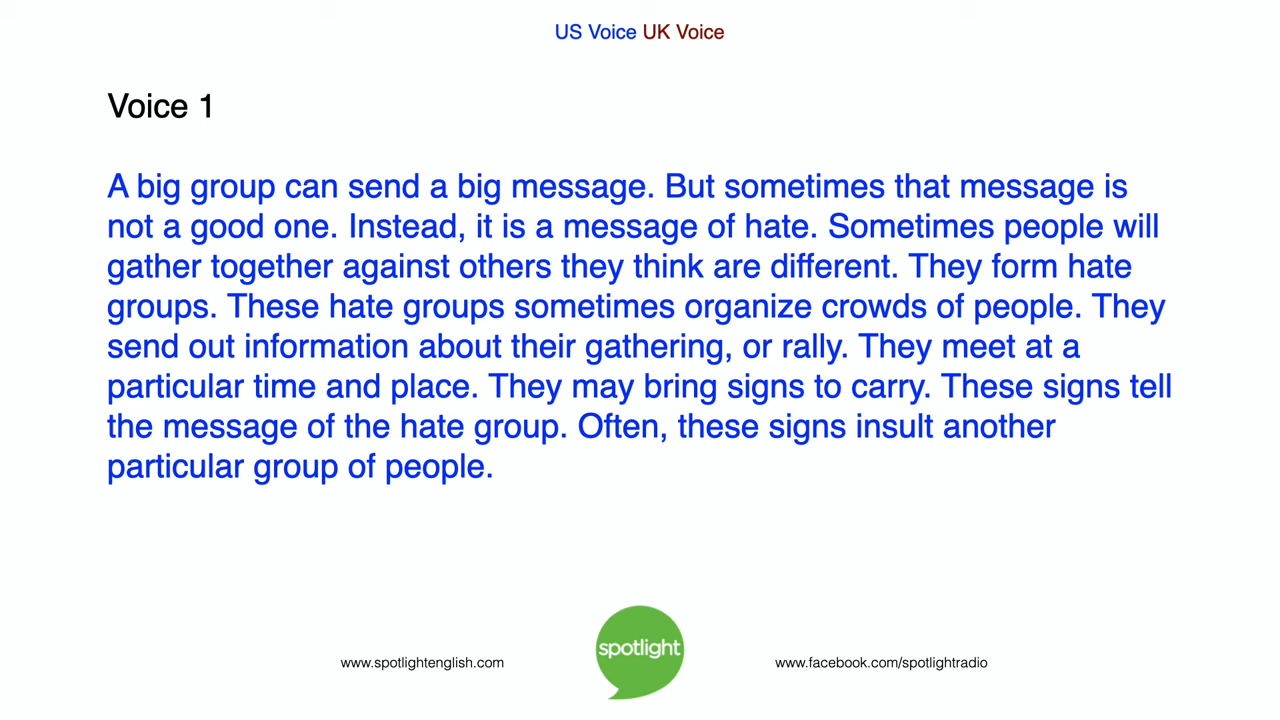 US Voice UK Voice
Voice 1
A big group can send a big message. But sometimes that message is
not a good one. Instead, it is a message of hate. Sometimes people will
gather together against others they think are different. They form hate
groups. These hate groups sometimes organize crowds of people. They
send out information about their gathering, or rally. They meet at a
particular time and place. They may bring signs to carry. These signs tell
the message of the hate group. Often, these signs insult another
particular group of people.
www.spotlightenglish.com
spotlight
www.facebook.com/spotlightradio